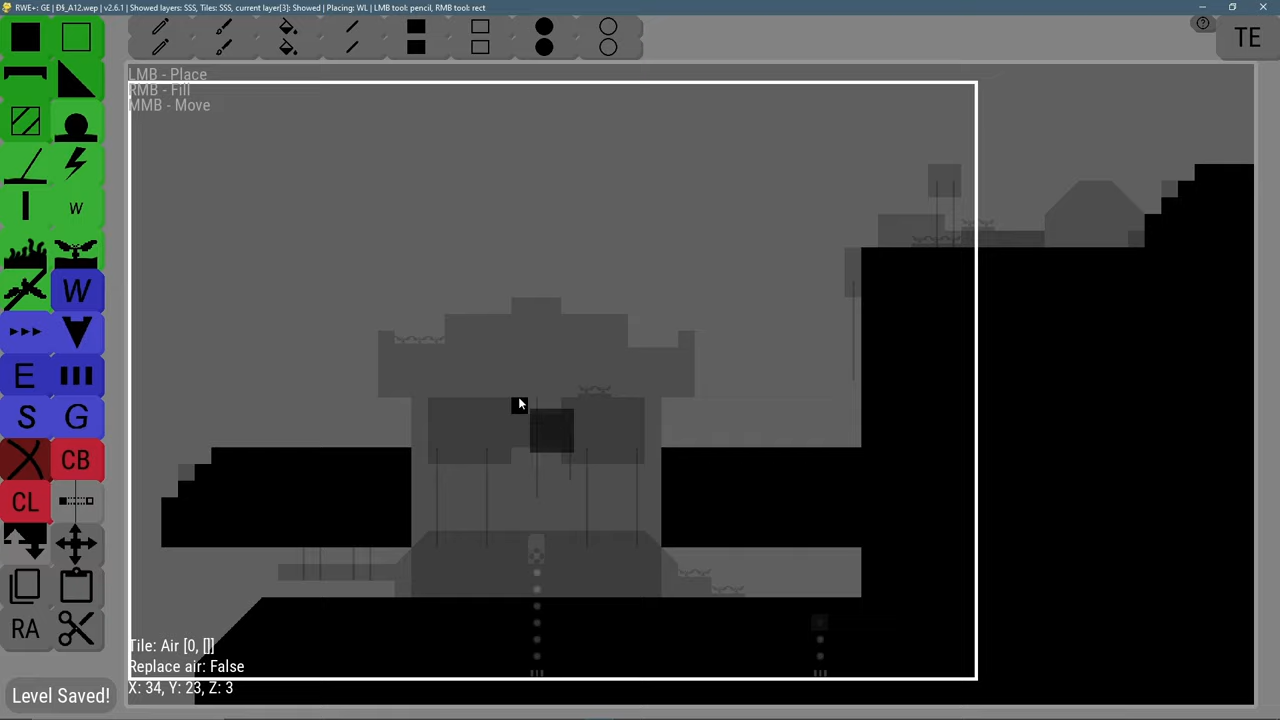 RWE+: GE | Đ§_A12.wep | v2.6.1 | Showed layers: SSS, Tiles: SSS, current layer[3]: Showed | Placing: WL | LMB tool: pencil, RMB tool: rect
TE
LMB - Place
RMB - Fill
MMB - Move
W
W
E
S
G
CB
CL
RA
Tile: Air [0, []]
Replace air: False
X: 34, Y: 23, Z: 3
Level Saved!